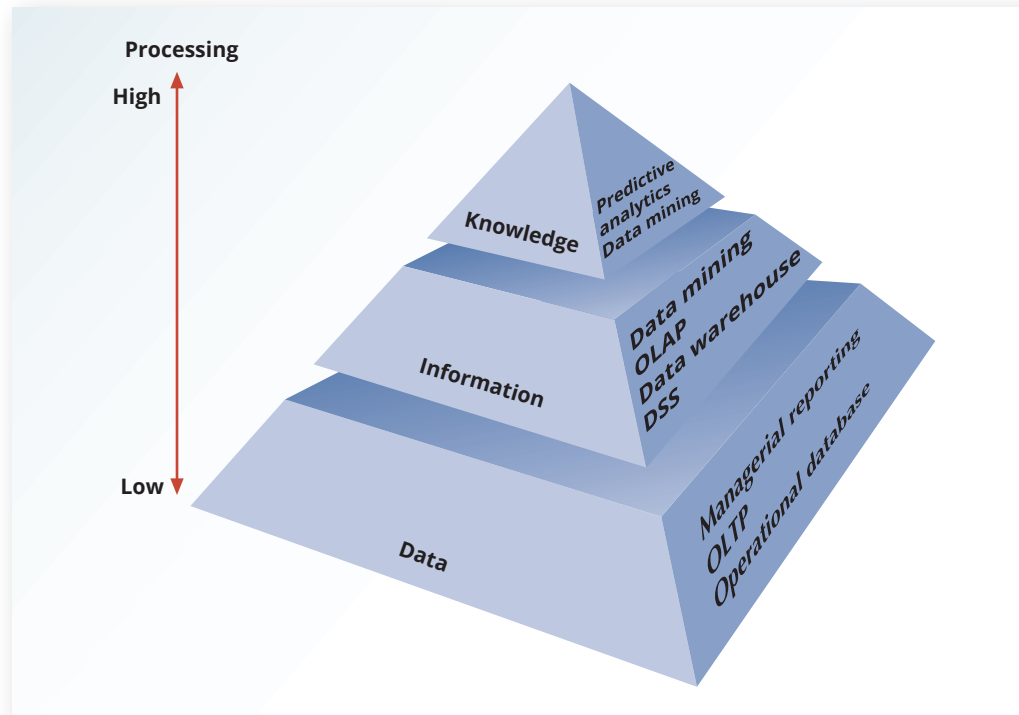 Processing
High
Low
Knowledge
Predictive
analytics
Data mining
Information
Data mining
OLAP
Data warehouse
DSS
Data
Managerial reporting
OLTP
Operational database